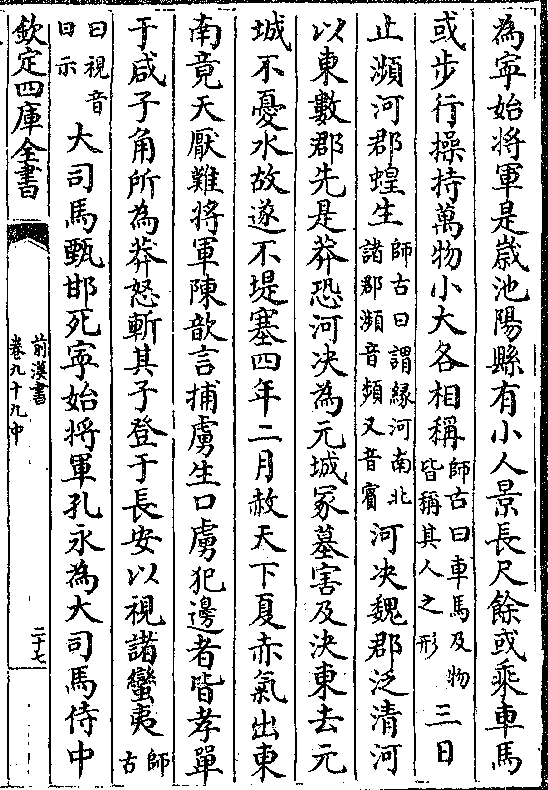 為寜始将軍是歳池陽縣有小人景長尺餘或乘車馬
或步行操持萬物小大各相稱師古曰車馬及物皆稱其人之形三日
止瀕河郡蝗生師古曰謂縁河南北諸郡瀕音頻又音賓河决魏郡泛清河
以東數郡先是莽恐河决為元城冢墓害及決東去元
城不憂水故遂不堤塞四年二月赦天下夏赤氣出東
南竟天厭難将軍陳歆言捕虜生口虜犯邊者皆孝單
于咸子角所為莽怒斬其子登于長安以視諸蠻夷師古
曰視音曰示大司馬甄邯死寜始将軍孔永為大司馬侍中
欽定四庫全書
前漢書
卷九十九中
二十七